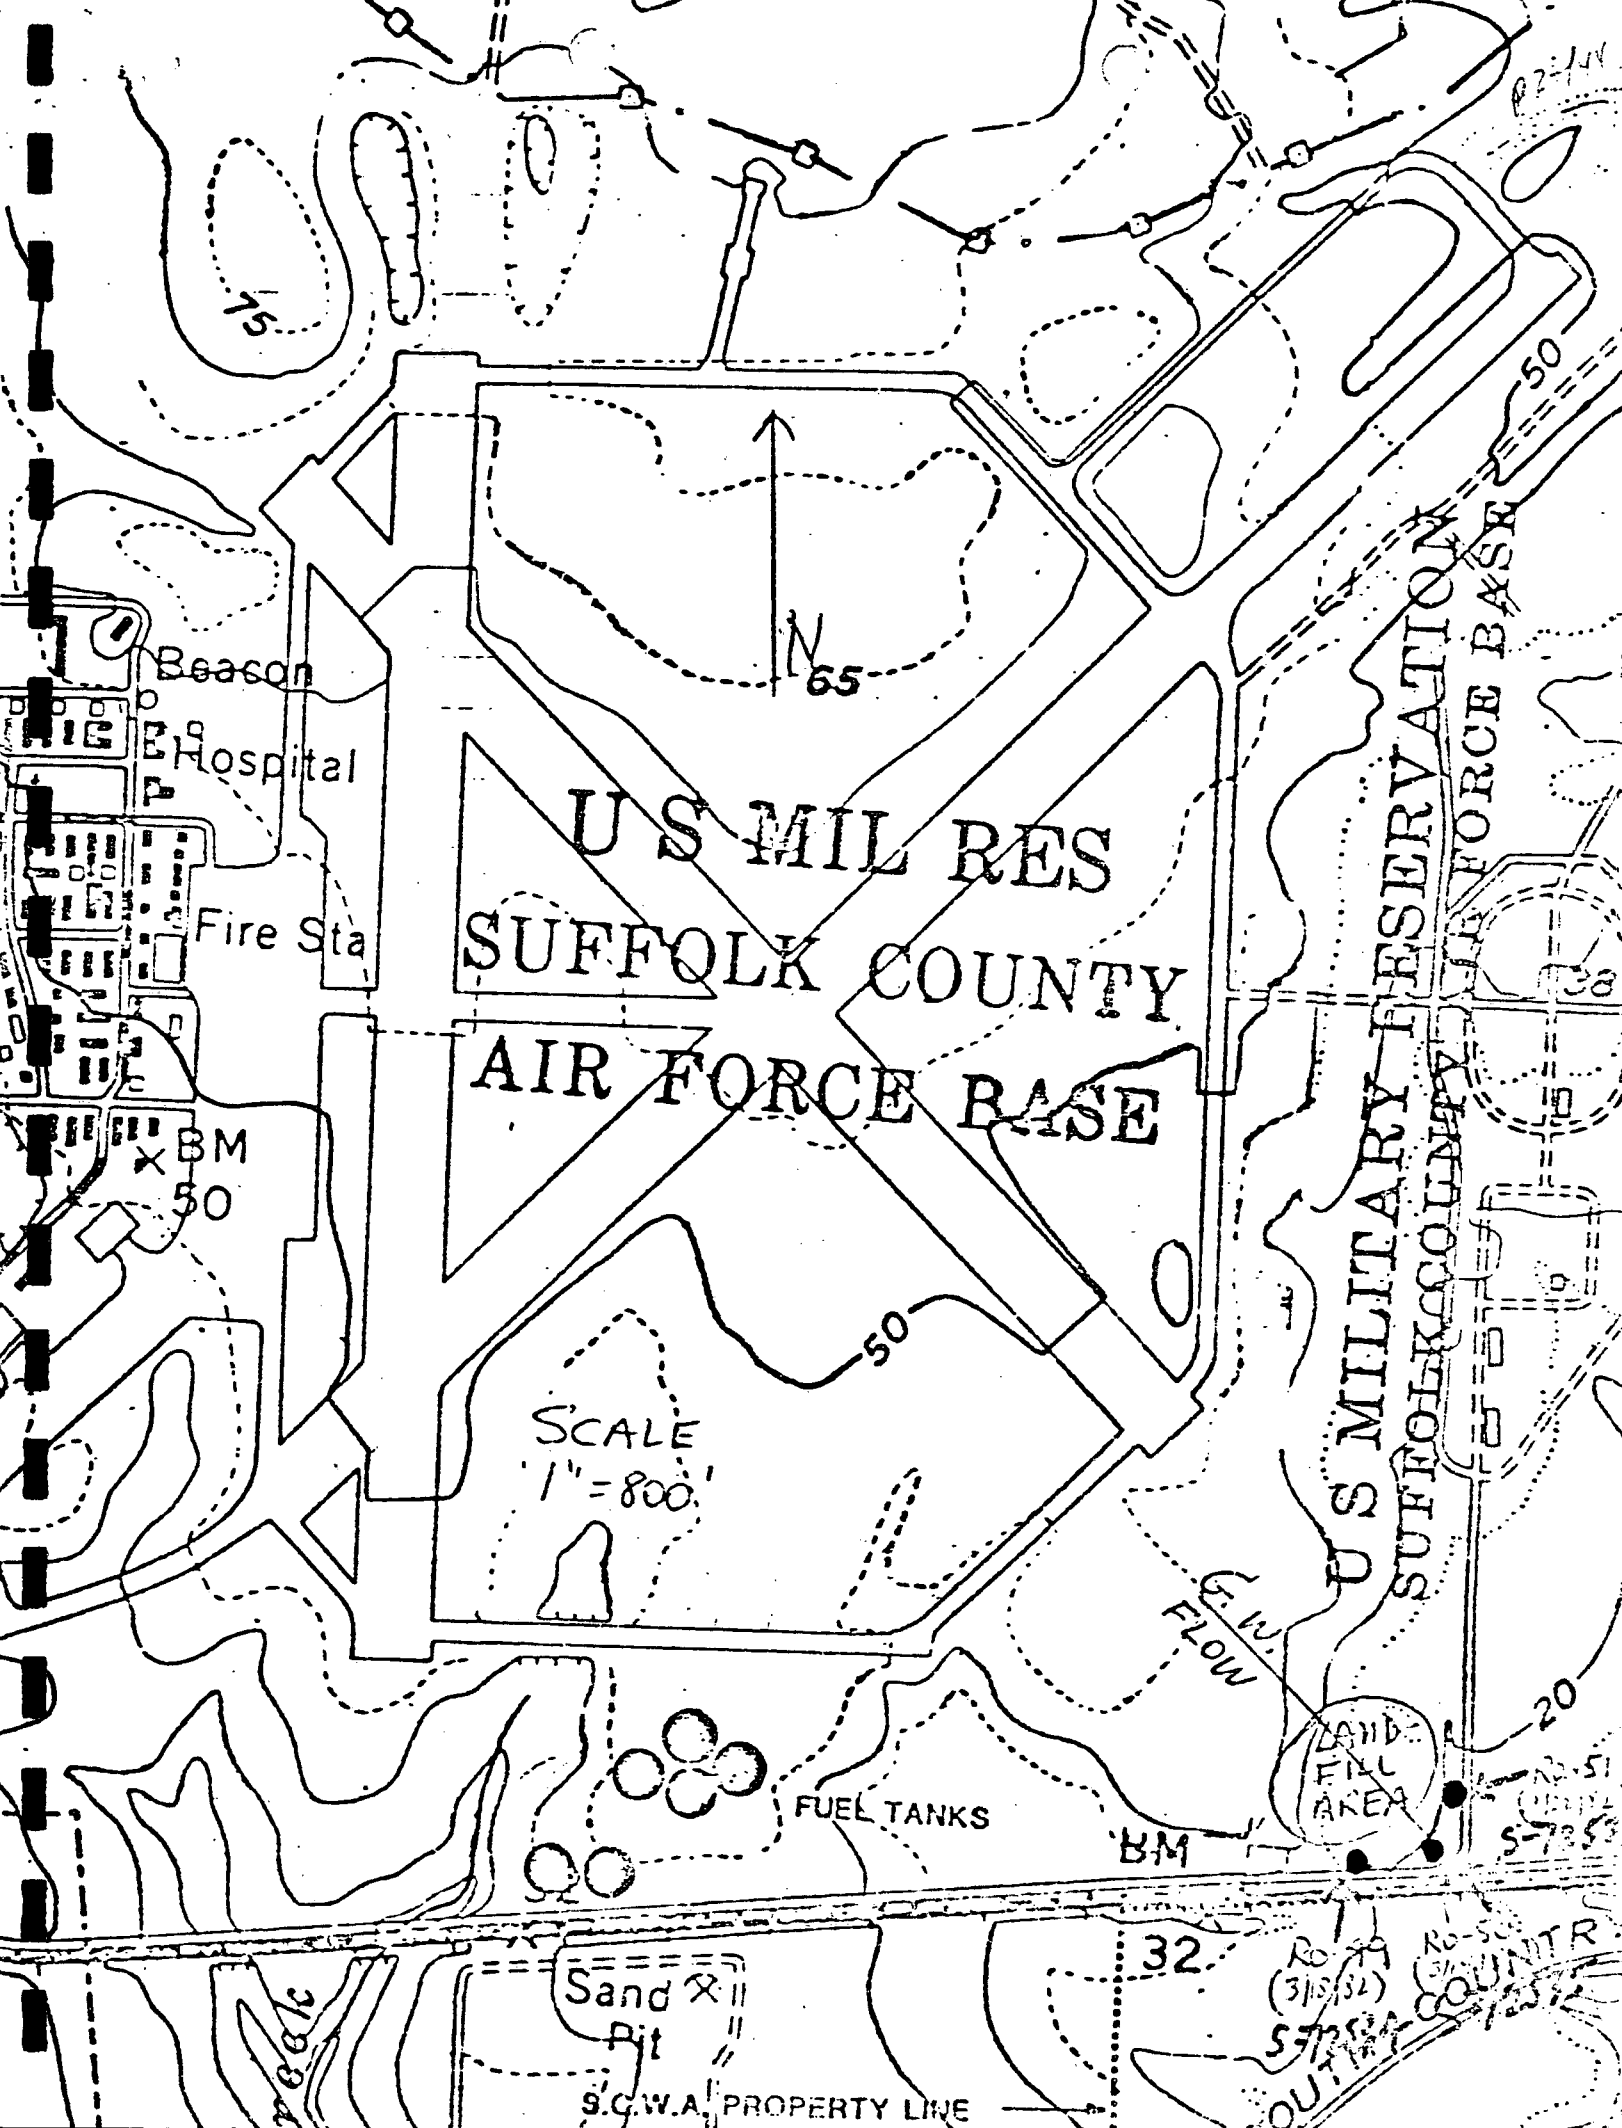 75
50
N
65
Beacon
Hospital
Fire Sta
BM
50
U S MIL RES
SUFFOLK COUNTY
AIR FORCE BASE
U S MILITARY RESERVATION
SUFFOLK COUNTY AIR FORCE BASE
50
SCALE
1" = 800'
G.W.
FLOW
LAND
FILL
AREA
20
FUEL TANKS
BM
32
Sand
Pit
S.C.W.A. PROPERTY LINE